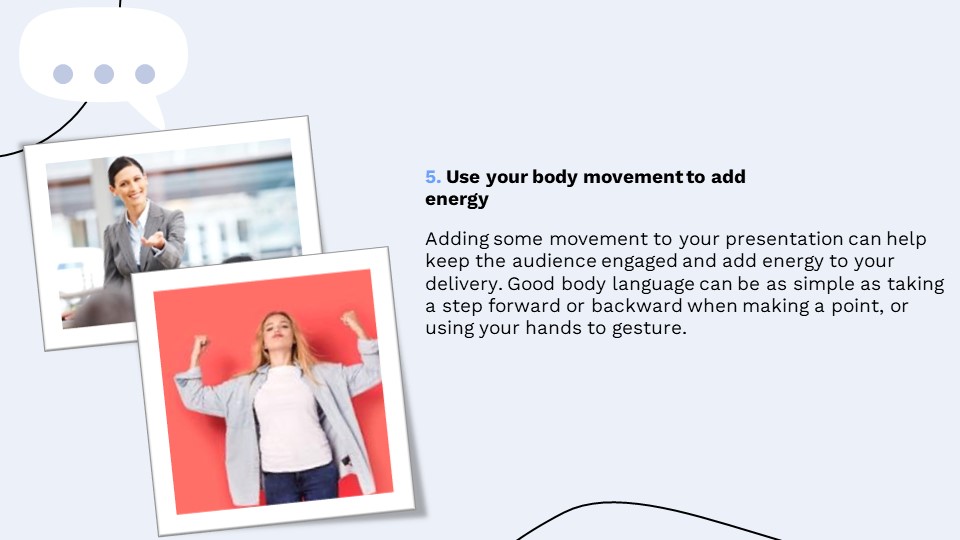 5. Use your body movement to add
energy
Adding some movement to your presentation can help
keep the audience engaged and add energy to your
delivery. Good body language can be as simple as taking
a step forward or backward when making a point, or
using your hands to gesture.